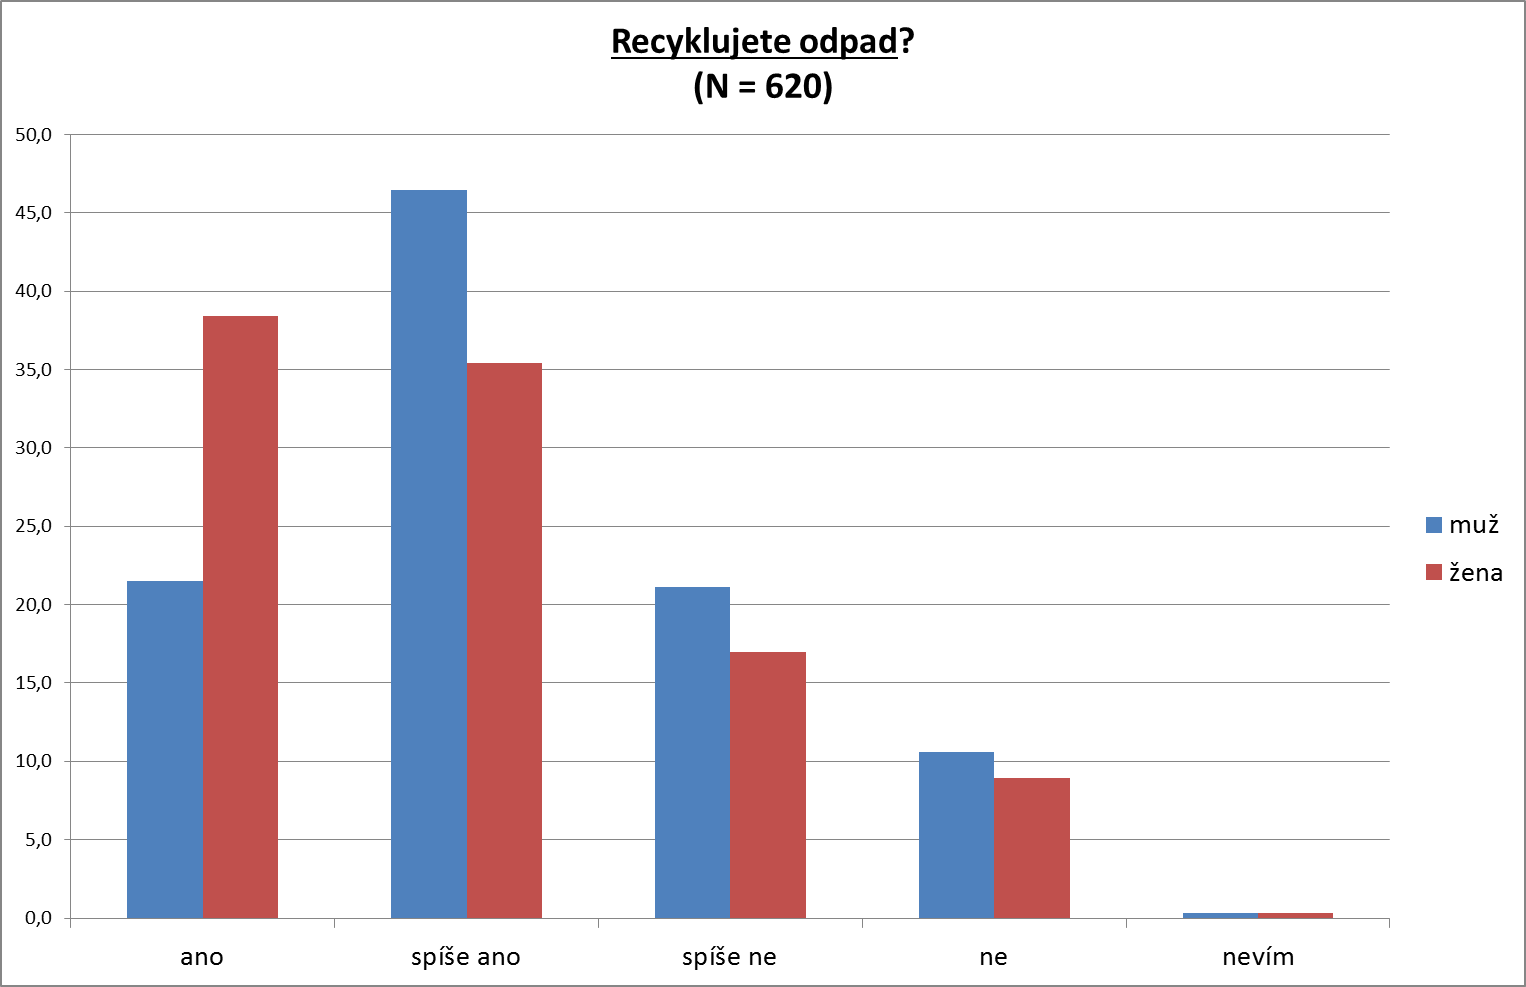 Recyklujete odpad?
(N = 620)
50,0
45,0
40,0
35,0
30,0
25,0
20,0
15,0
10,0
5,0
0,0
ano
spíše ano
spíše ne
ne
nevím
muž
žena